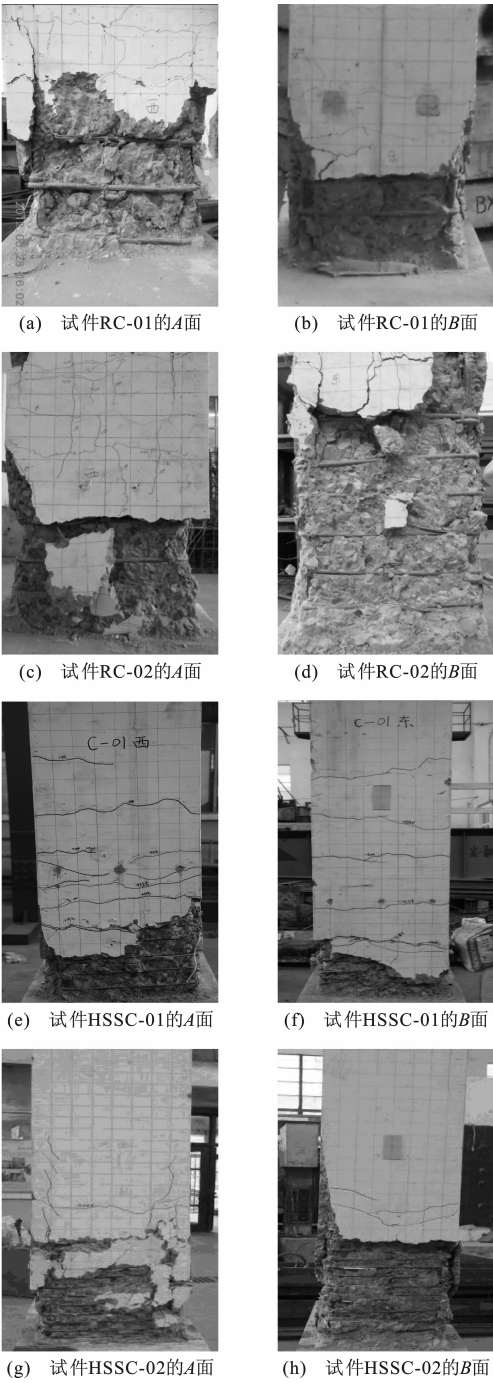 西
BX
(a) 试件RC-01的A面
(b) 试件RC-01的B面
(c) 试件RC-02的A面
(d) 试件RC-02的B面
C-01 西
C-01 东
(e) 试件HSSC-01的A面
(f) 试件HSSC-01的B面
(g) 试件HSSC-02的A面
(h) 试件HSSC-02的B面